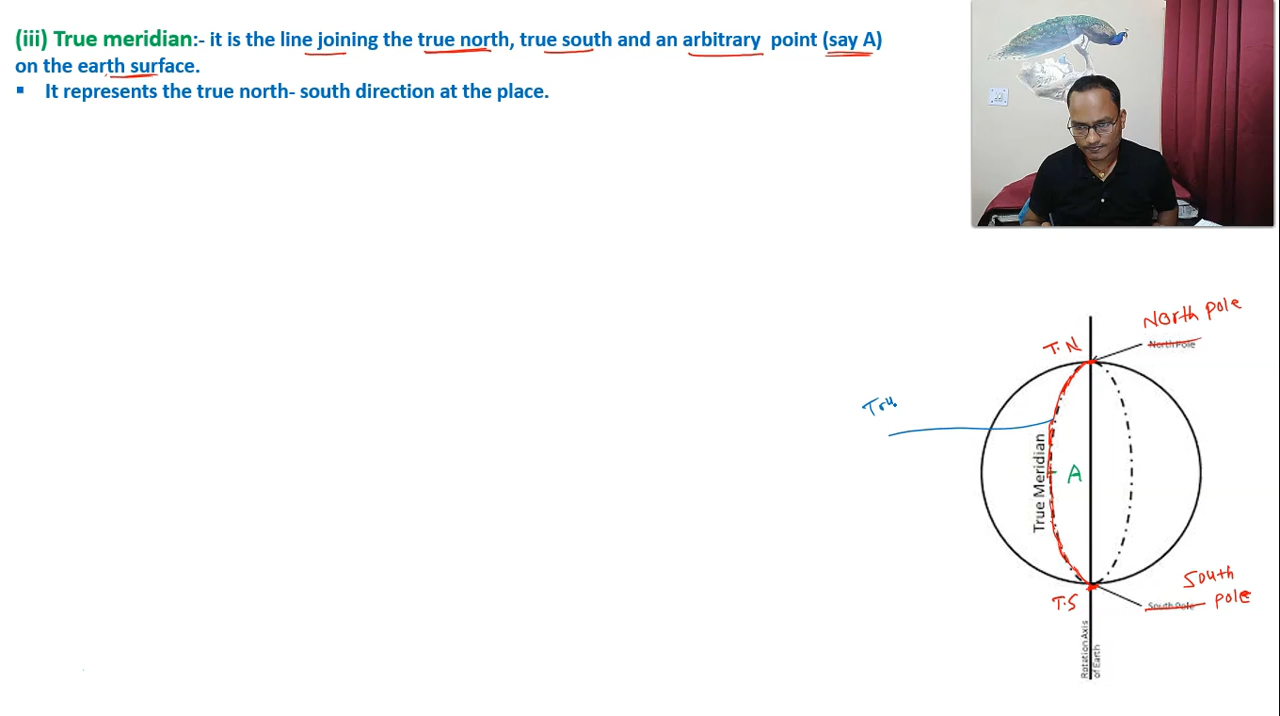 (iii) True meridian:- it is the line joining the true north, true south and an arbitrary point (say A)
on the earth surface.
▪ It represents the true north- south direction at the place.
North pole
T.N
North Pole
Tru
True Meridian
A
South
pole
T.S
South Pole
Rotation Axis
of Earth